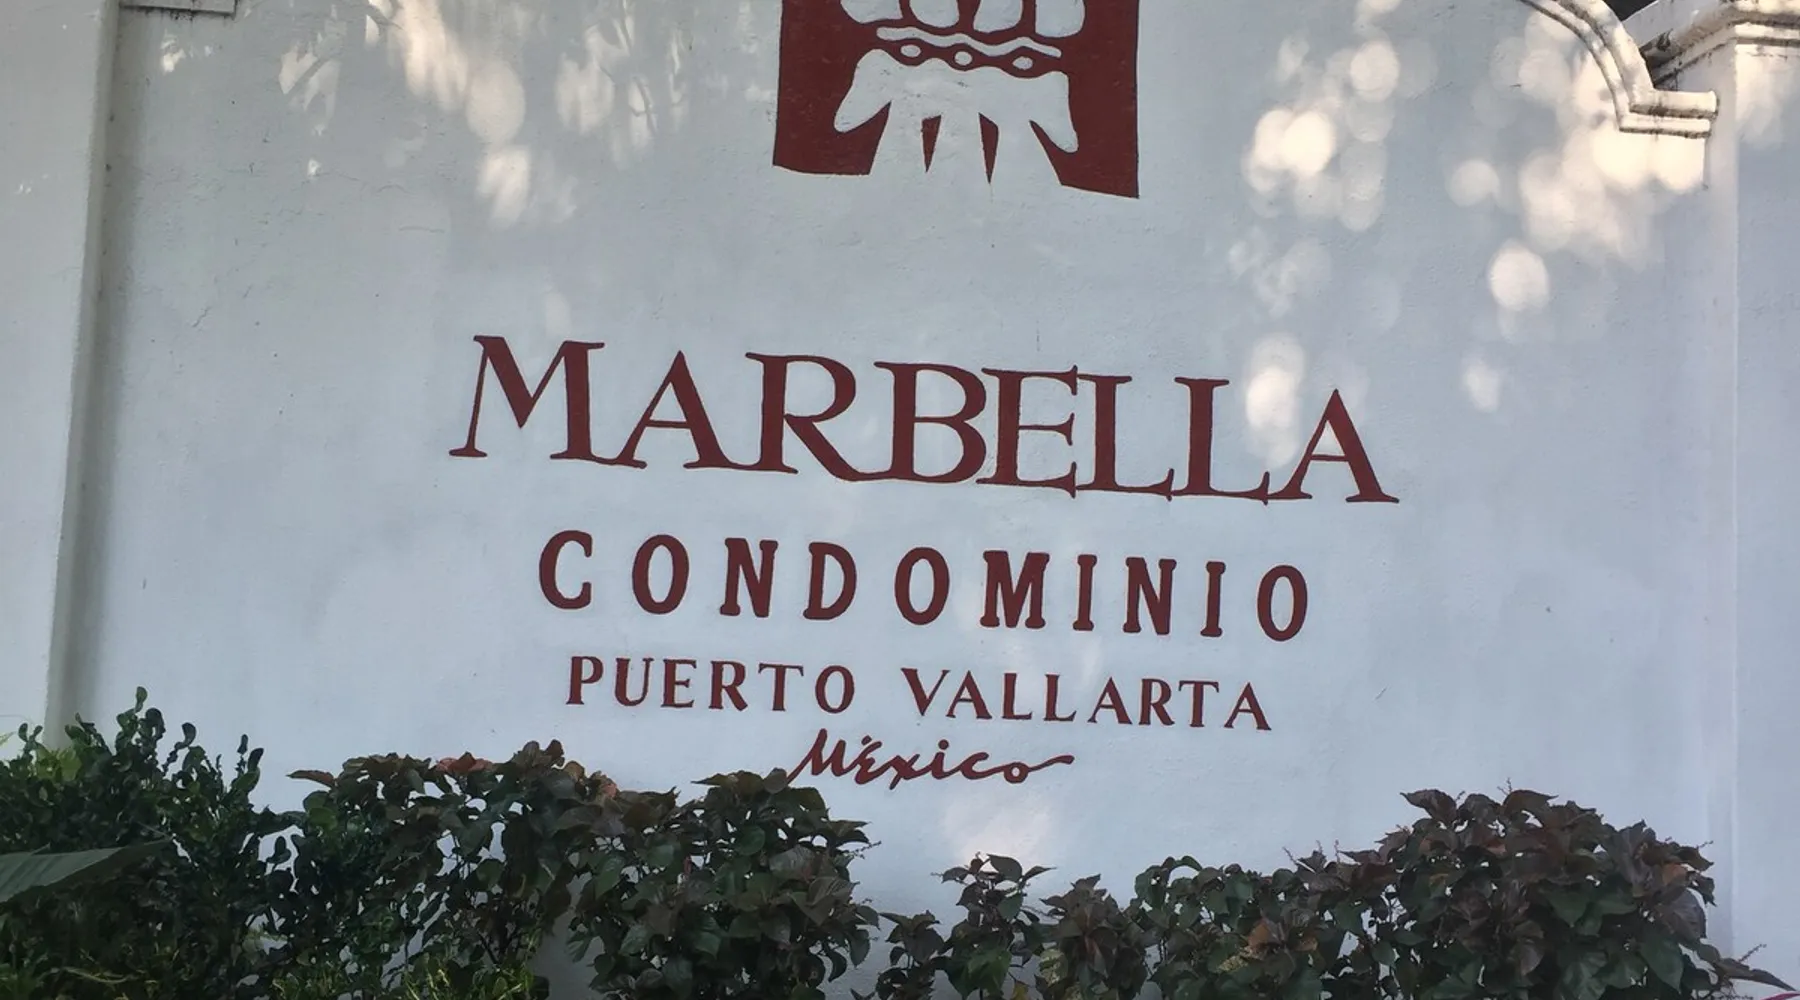 MARBELLA
CONDOMINIO
PUERTO VALLARTA
México